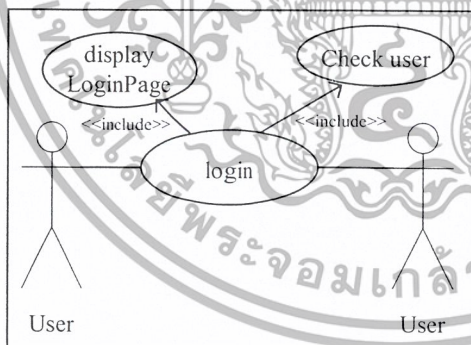 display
LoginPage
Check user
<<include>>
<<include>>
login
User
User